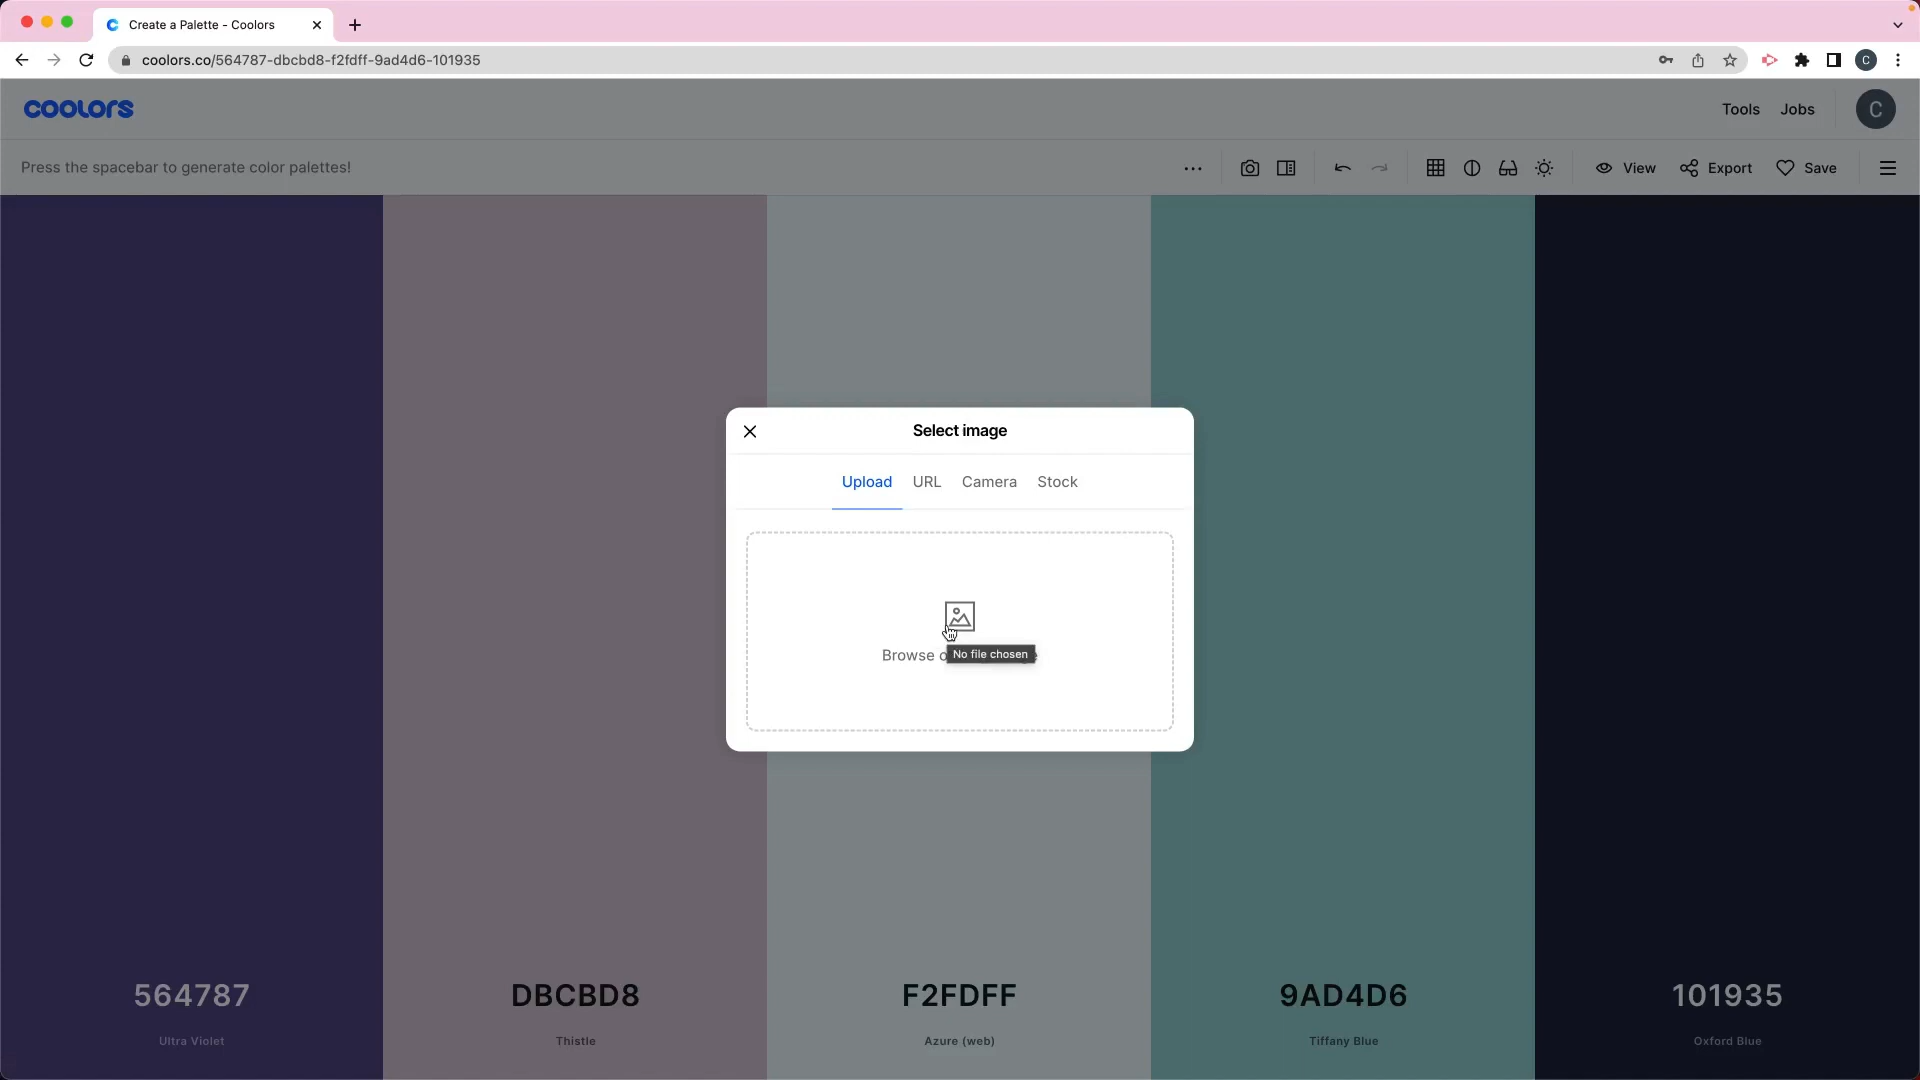 Create a Palette - Coolors
coolors.co/564787-dbcbd8-f2fdff-9ad4d6-101935
C
coolors
Tools
Jobs
C
Press the spacebar to generate color palettes!
View
Export
Save
Select image
Upload
URL
Camera
Stock
Browse
No file chosen
564787
DBCBD8
F2FDFF
9AD4D6
101935
Ultra Violet
Thistle
Azure (web)
Tiffany Blue
Oxford Blue